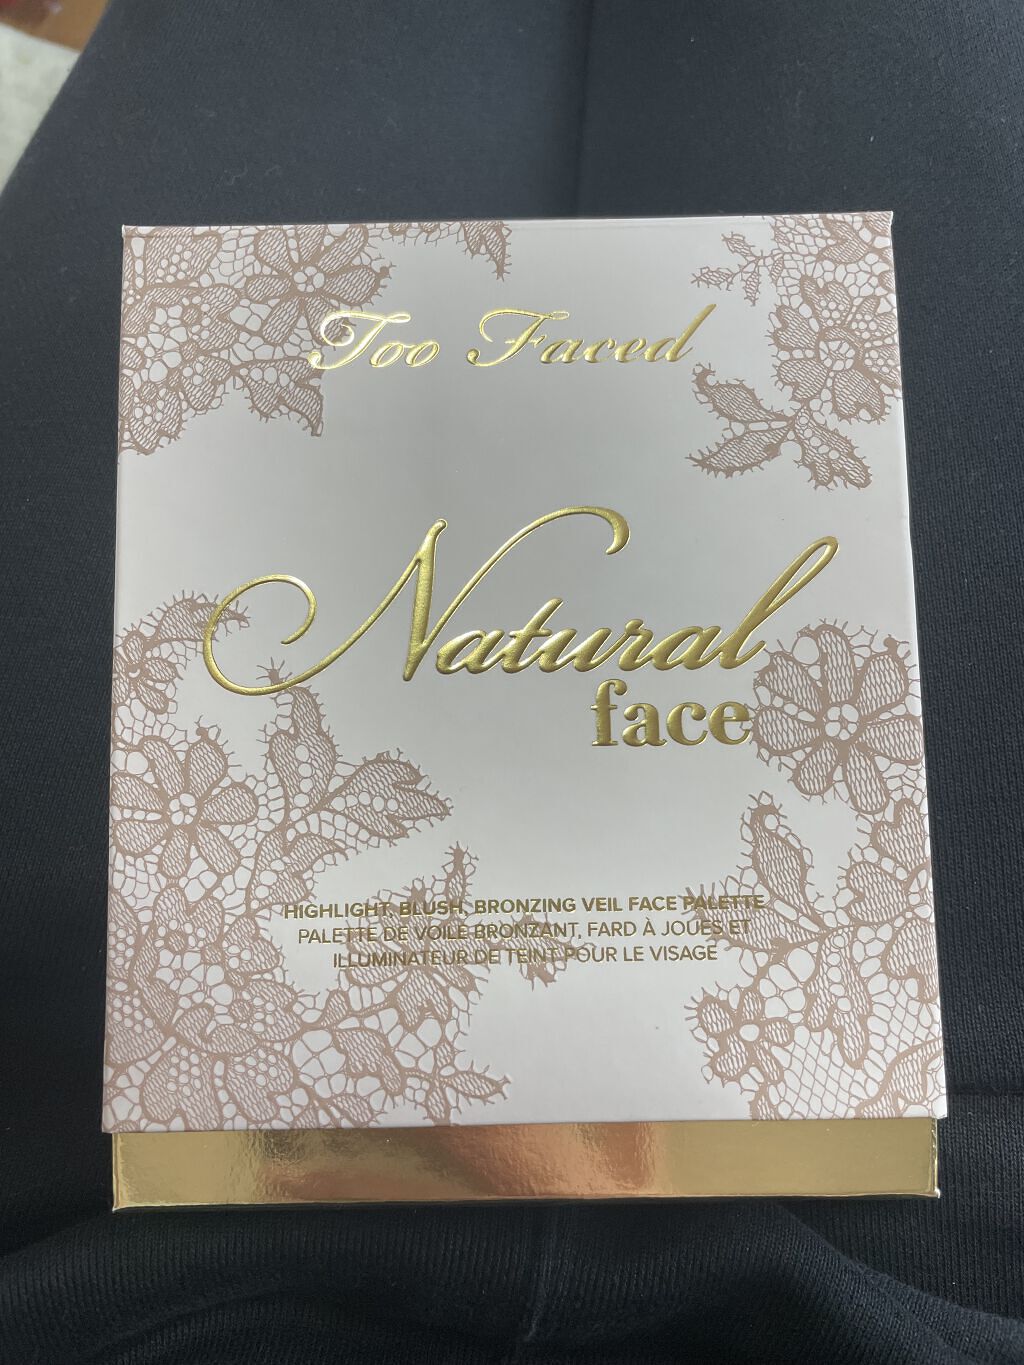 Too Faced
Natural
face
HIGHLIGHT, BLUSH, BRONZING VEIL FACE PALETTE
PALETTE DE VOILE BRONZANT, FARD À JOUES ET
ILLUMINATEUR DE TEINT POUR LE VISAGE